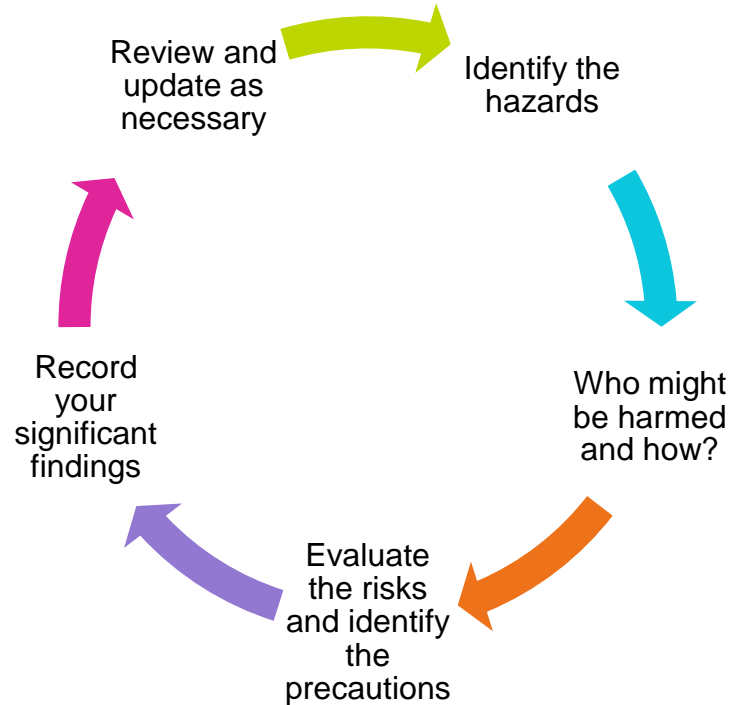 Review and
update as
necessary
Identify the
hazards
Who might
be harmed
and how?
Evaluate
the risks
and identify
the
precautions
Record
your
significant
findings